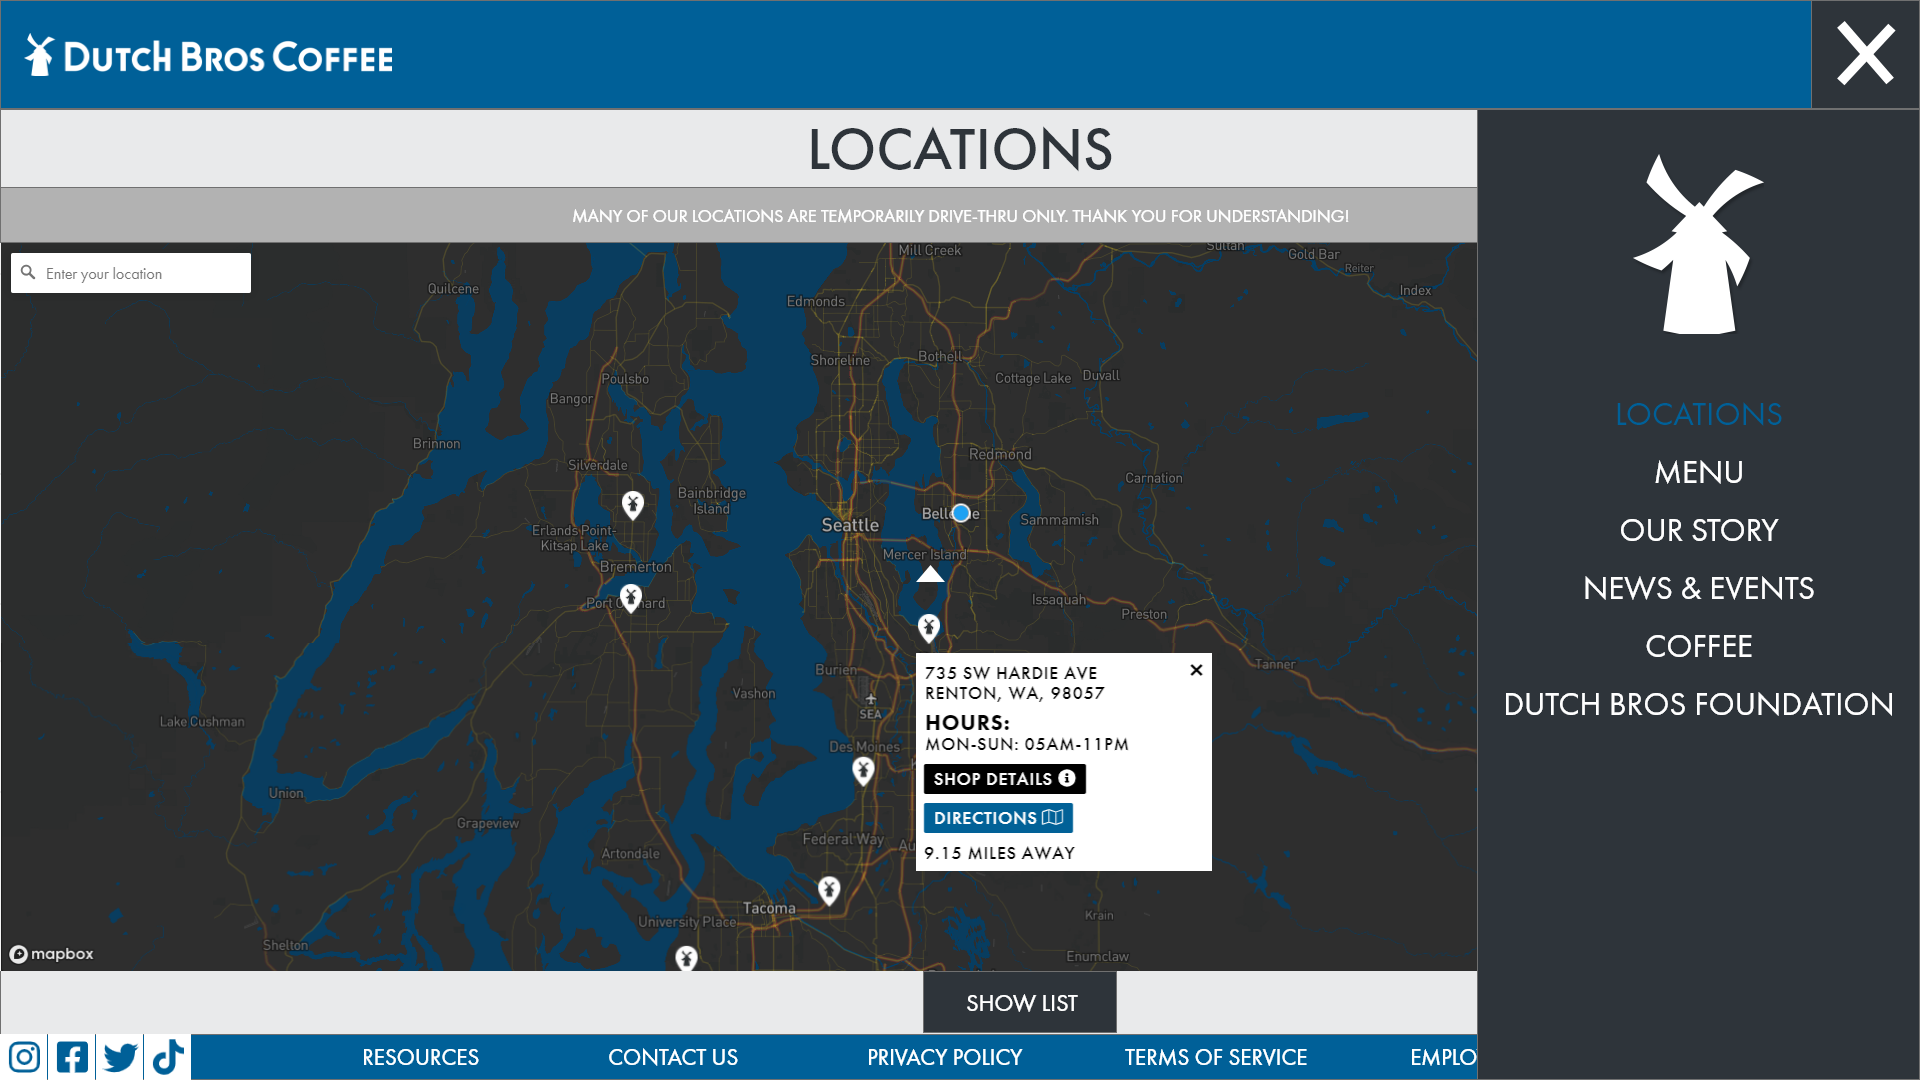 DUTCH BROS COFFEE
LOCATIONS
MANY OF OUR LOCATIONS ARE TEMPORARILY DRIVE-THRU ONLY. THANK YOU FOR UNDERSTANDING!
Enter your location
Mill Creek
Sultan
Gold Bar
Reiter
Index
Quilcene
Edmonds
Shoreline
Bothell
Cottage Lake
Duvall
Poulsbo
Bangor
Brinnon
Silverdale
Redmond
Carnation
Bainbridge
Island
Seattle
Sammamish
Erlands Point-
Kitsap Lake
Mercer Island
Bremerton
Issaquah
Preston
Burien
Tanner
Vashon
SEA
Lake Cushman
Des Moines
Union
Grapeview
Federal Way
Artondale
Tacoma
University Place
Krain
Shelton
Enumclaw
mapbox
735 SW HARDIE AVE
RENTON, WA, 98057
HOURS:
MON-SUN: 05AM-11PM
SHOP DETAILS
DIRECTIONS
9.15 MILES AWAY
SHOW LIST
LOCATIONS
MENU
OUR STORY
NEWS & EVENTS
COFFEE
DUTCH BROS FOUNDATION
RESOURCES
CONTACT US
PRIVACY POLICY
TERMS OF SERVICE